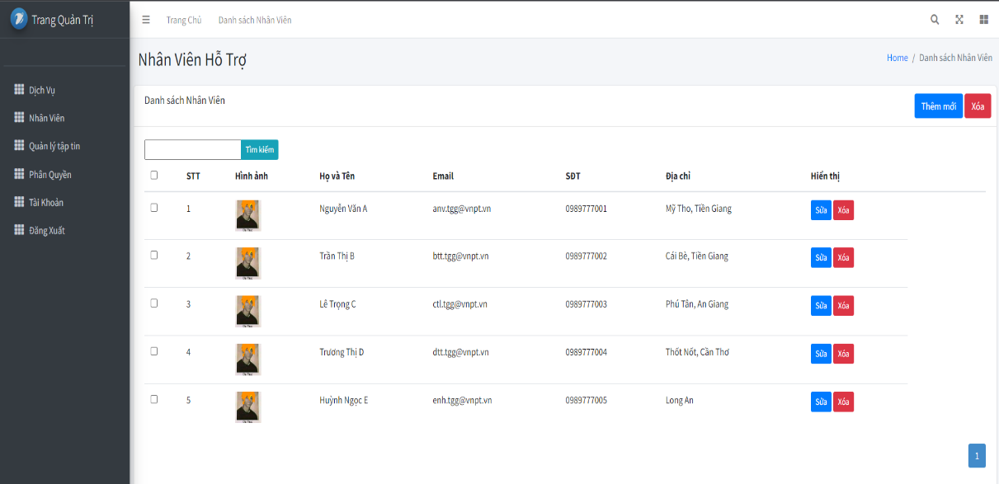 Trang Quản Trị
Trang Chủ Danh sách Nhân Viên
Nhân Viên Hỗ Trợ
Home / Danh sách Nhân Viên
Dịch Vụ
Nhân Viên
Quản lý tập tin
Phân Quyền
Tài Khoản
Đăng Xuất
Danh sách Nhân Viên
Thêm mới Xóa
Tìm kiếm
STT Hình ảnh Họ và Tên Email SĐT Địa chỉ Hiển thị
1 Nguyễn Văn A anv.tgg@vnpt.vn 0989777001 Mỹ Tho, Tiền Giang Sửa Xóa
2 Trần Thị B btt.tgg@vnpt.vn 0989777002 Cái Bè, Tiền Giang Sửa Xóa
3 Lê Trọng C ctl.tgg@vnpt.vn 0989777003 Phú Tân, An Giang Sửa Xóa
4 Trương Thị D dtt.tgg@vnpt.vn 0989777004 Thốt Nốt, Cần Thơ Sửa Xóa
5 Huỳnh Ngọc E enh.tgg@vnpt.vn 0989777005 Long An Sửa Xóa
1